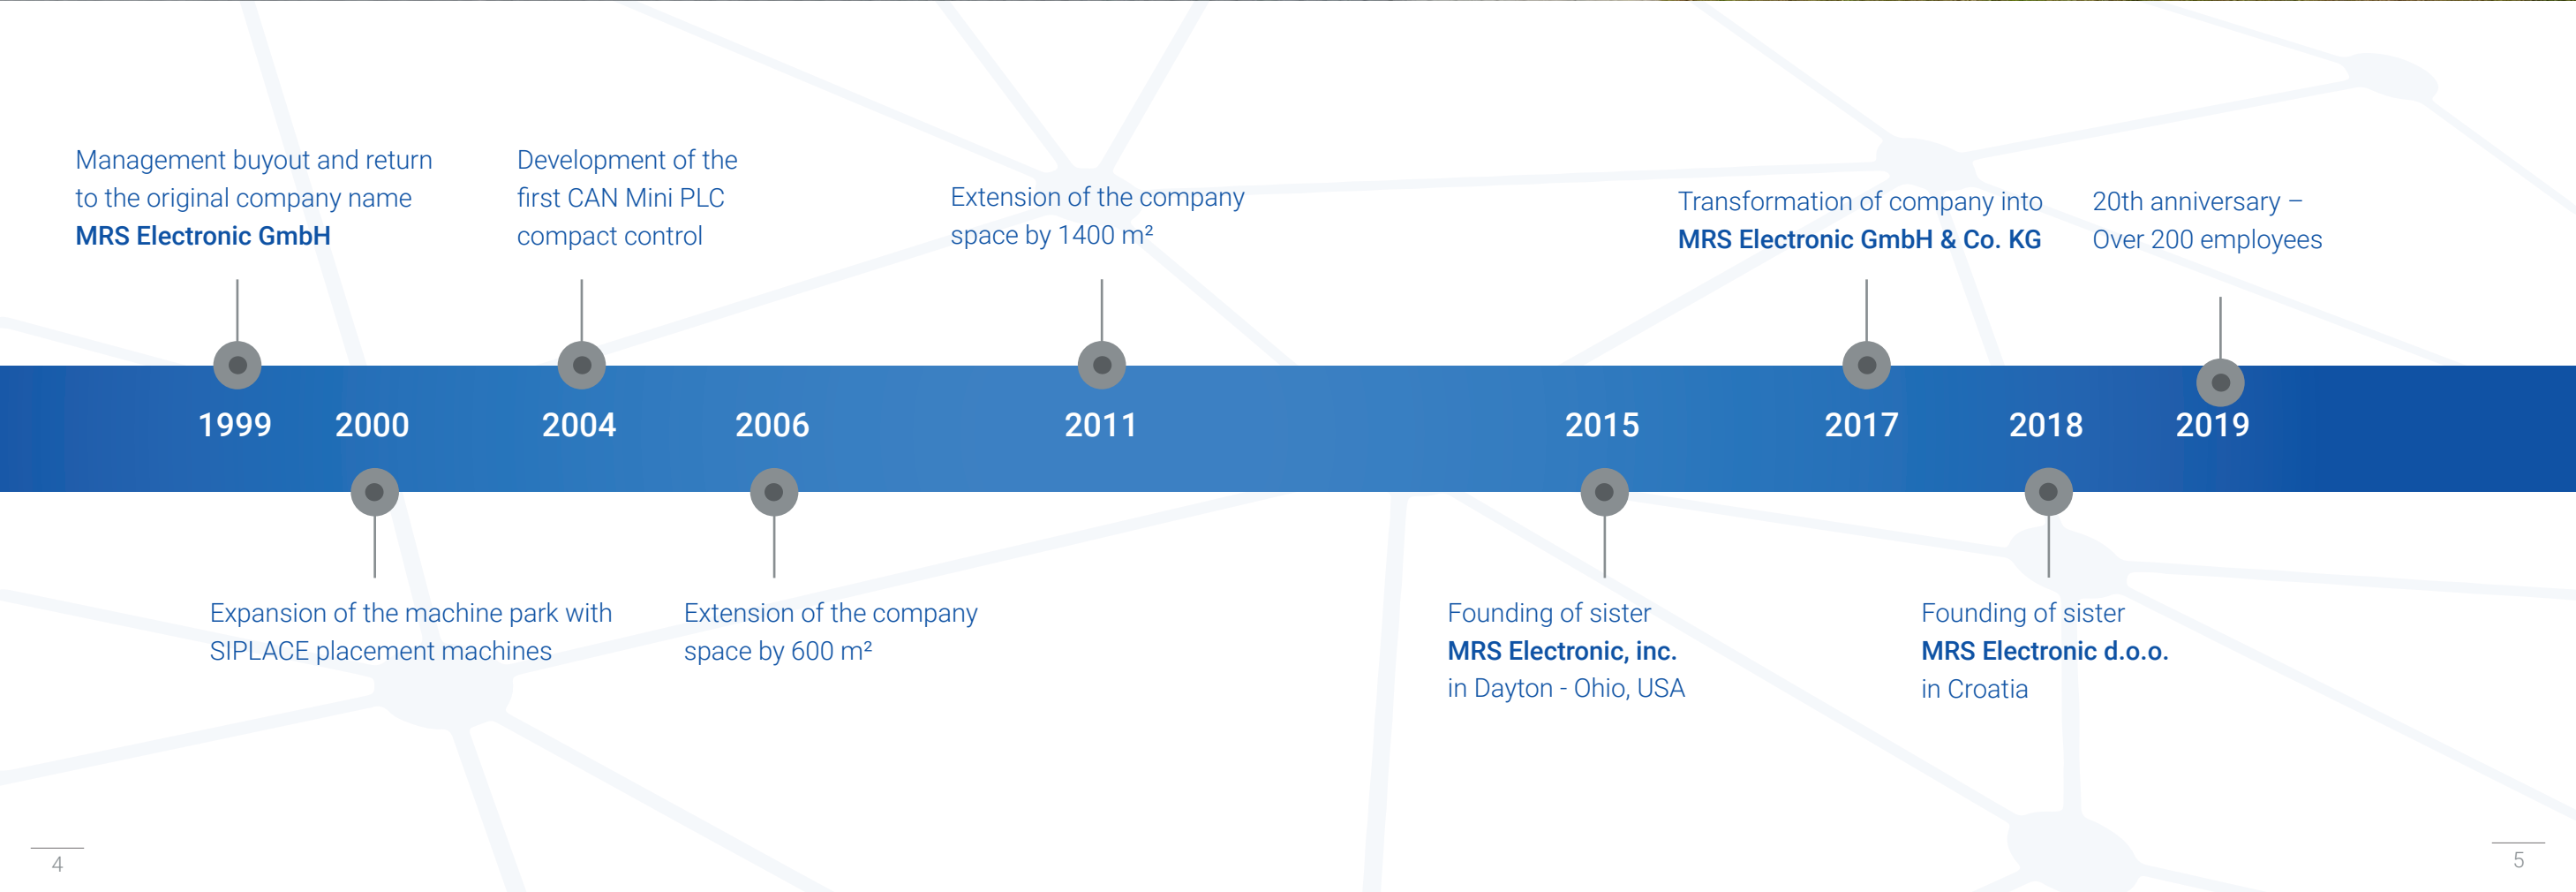 Management buyout and return
to the original company name
MRS Electronic GmbH
Development of the
first CAN Mini PLC
compact control
Extension of the company
space by 1400 m²
Transformation of company into
MRS Electronic GmbH & Co. KG
20th anniversary –
Over 200 employees
1999
2000
2004
2006
2011
2015
2017
2018
2019
Expansion of the machine park with
SIPLACE placement machines
Extension of the company
space by 600 m²
Founding of sister
MRS Electronic, inc.
in Dayton - Ohio, USA
Founding of sister
MRS Electronic d.o.o.
in Croatia
4
5